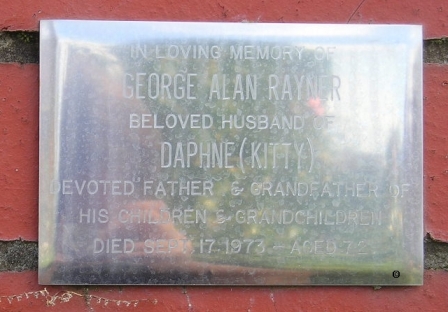 IN LOVING MEMORY OF
GEORGE ALAN RAYNER
BELOVED HUSBAND OF
DAPHNE (KITTY)
DEVOTED FATHER & GRANDFATHER OF
HIS CHILDREN & GRANDCHILDREN
DIED SEPT. 17 1973 — AGED 72